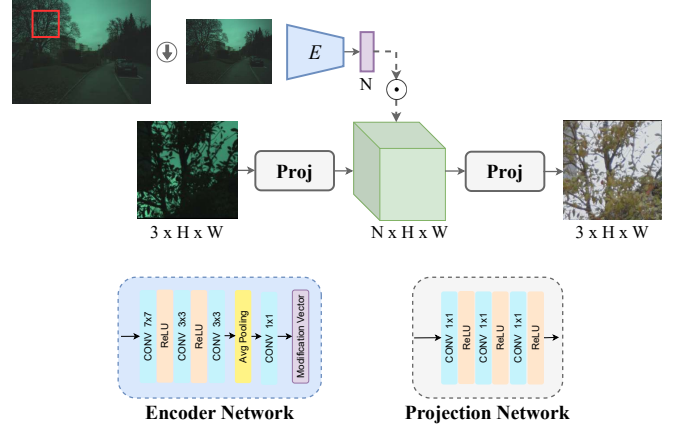 E
N
Proj
Proj
3 x H x W
N x H x W
3 x H x W
CONV 7x7
ReLU
CONV 3x3
ReLU
CONV 3x3
Avg Pooling
CONV 1x1
Modification Vector
CONV 1x1
ReLU
CONV 1x1
ReLU
CONV 1x1
ReLU
Encoder Network
Projection Network